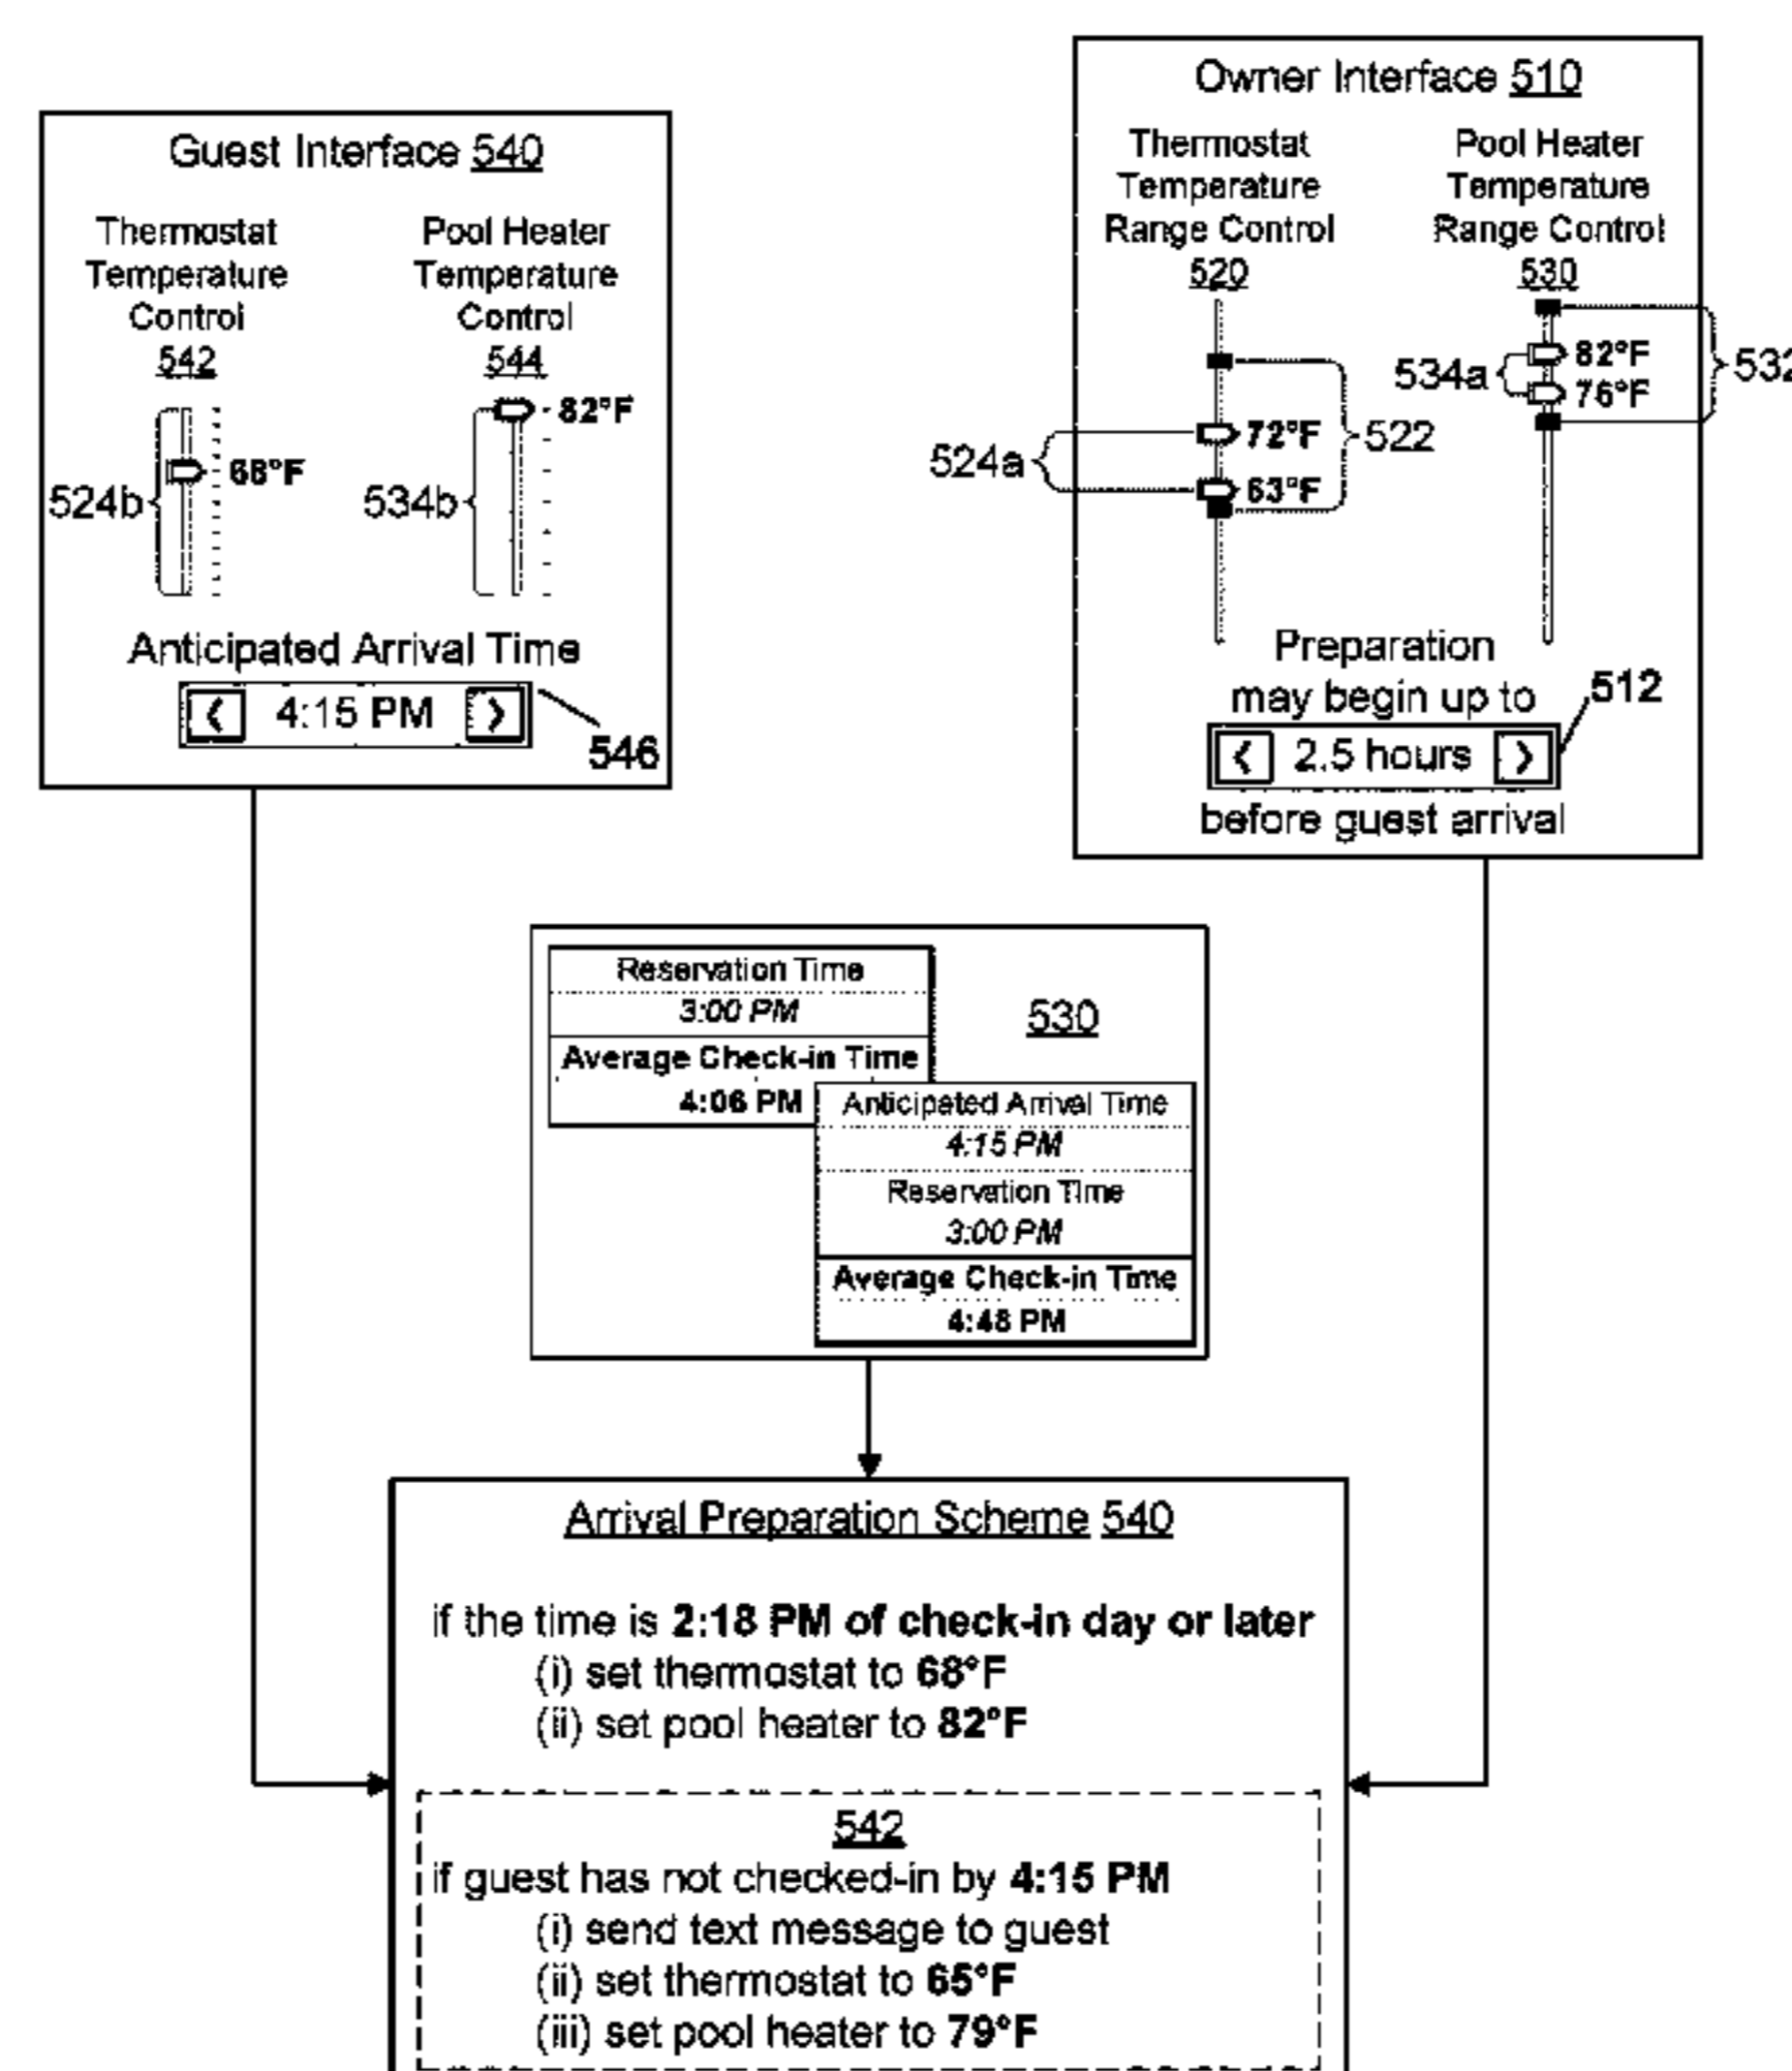 Guest Interface 540
Thermostat
Temperature
Control
542
Pool Heater
Temperature
Control
544
82°F
68°F
524b
534b
Anticipated Arrival Time
< 4:15 PM >
546
Owner Interface 510
Thermostat
Temperature
Range Control
520
Pool Heater
Temperature
Range Control
530
82°F
76°F
534a
532
72°F
63°F
522
524a
Preparation
may begin up to
< 2.5 hours >
512
before guest arrival
Reservation Time
3:00 PM
Average Check-in Time
4:06 PM
530
Anticipated Arrival Time
4:15 PM
Reservation Time
3:00 PM
Average Check-in Time
4:48 PM
Arrival Preparation Scheme 540
if the time is 2:18 PM of check-in day or later
(i) set thermostat to 68°F
(ii) set pool heater to 82°F
542
if guest has not checked-in by 4:15 PM
(i) send text message to guest
(ii) set thermostat to 65°F
(iii) set pool heater to 79°F